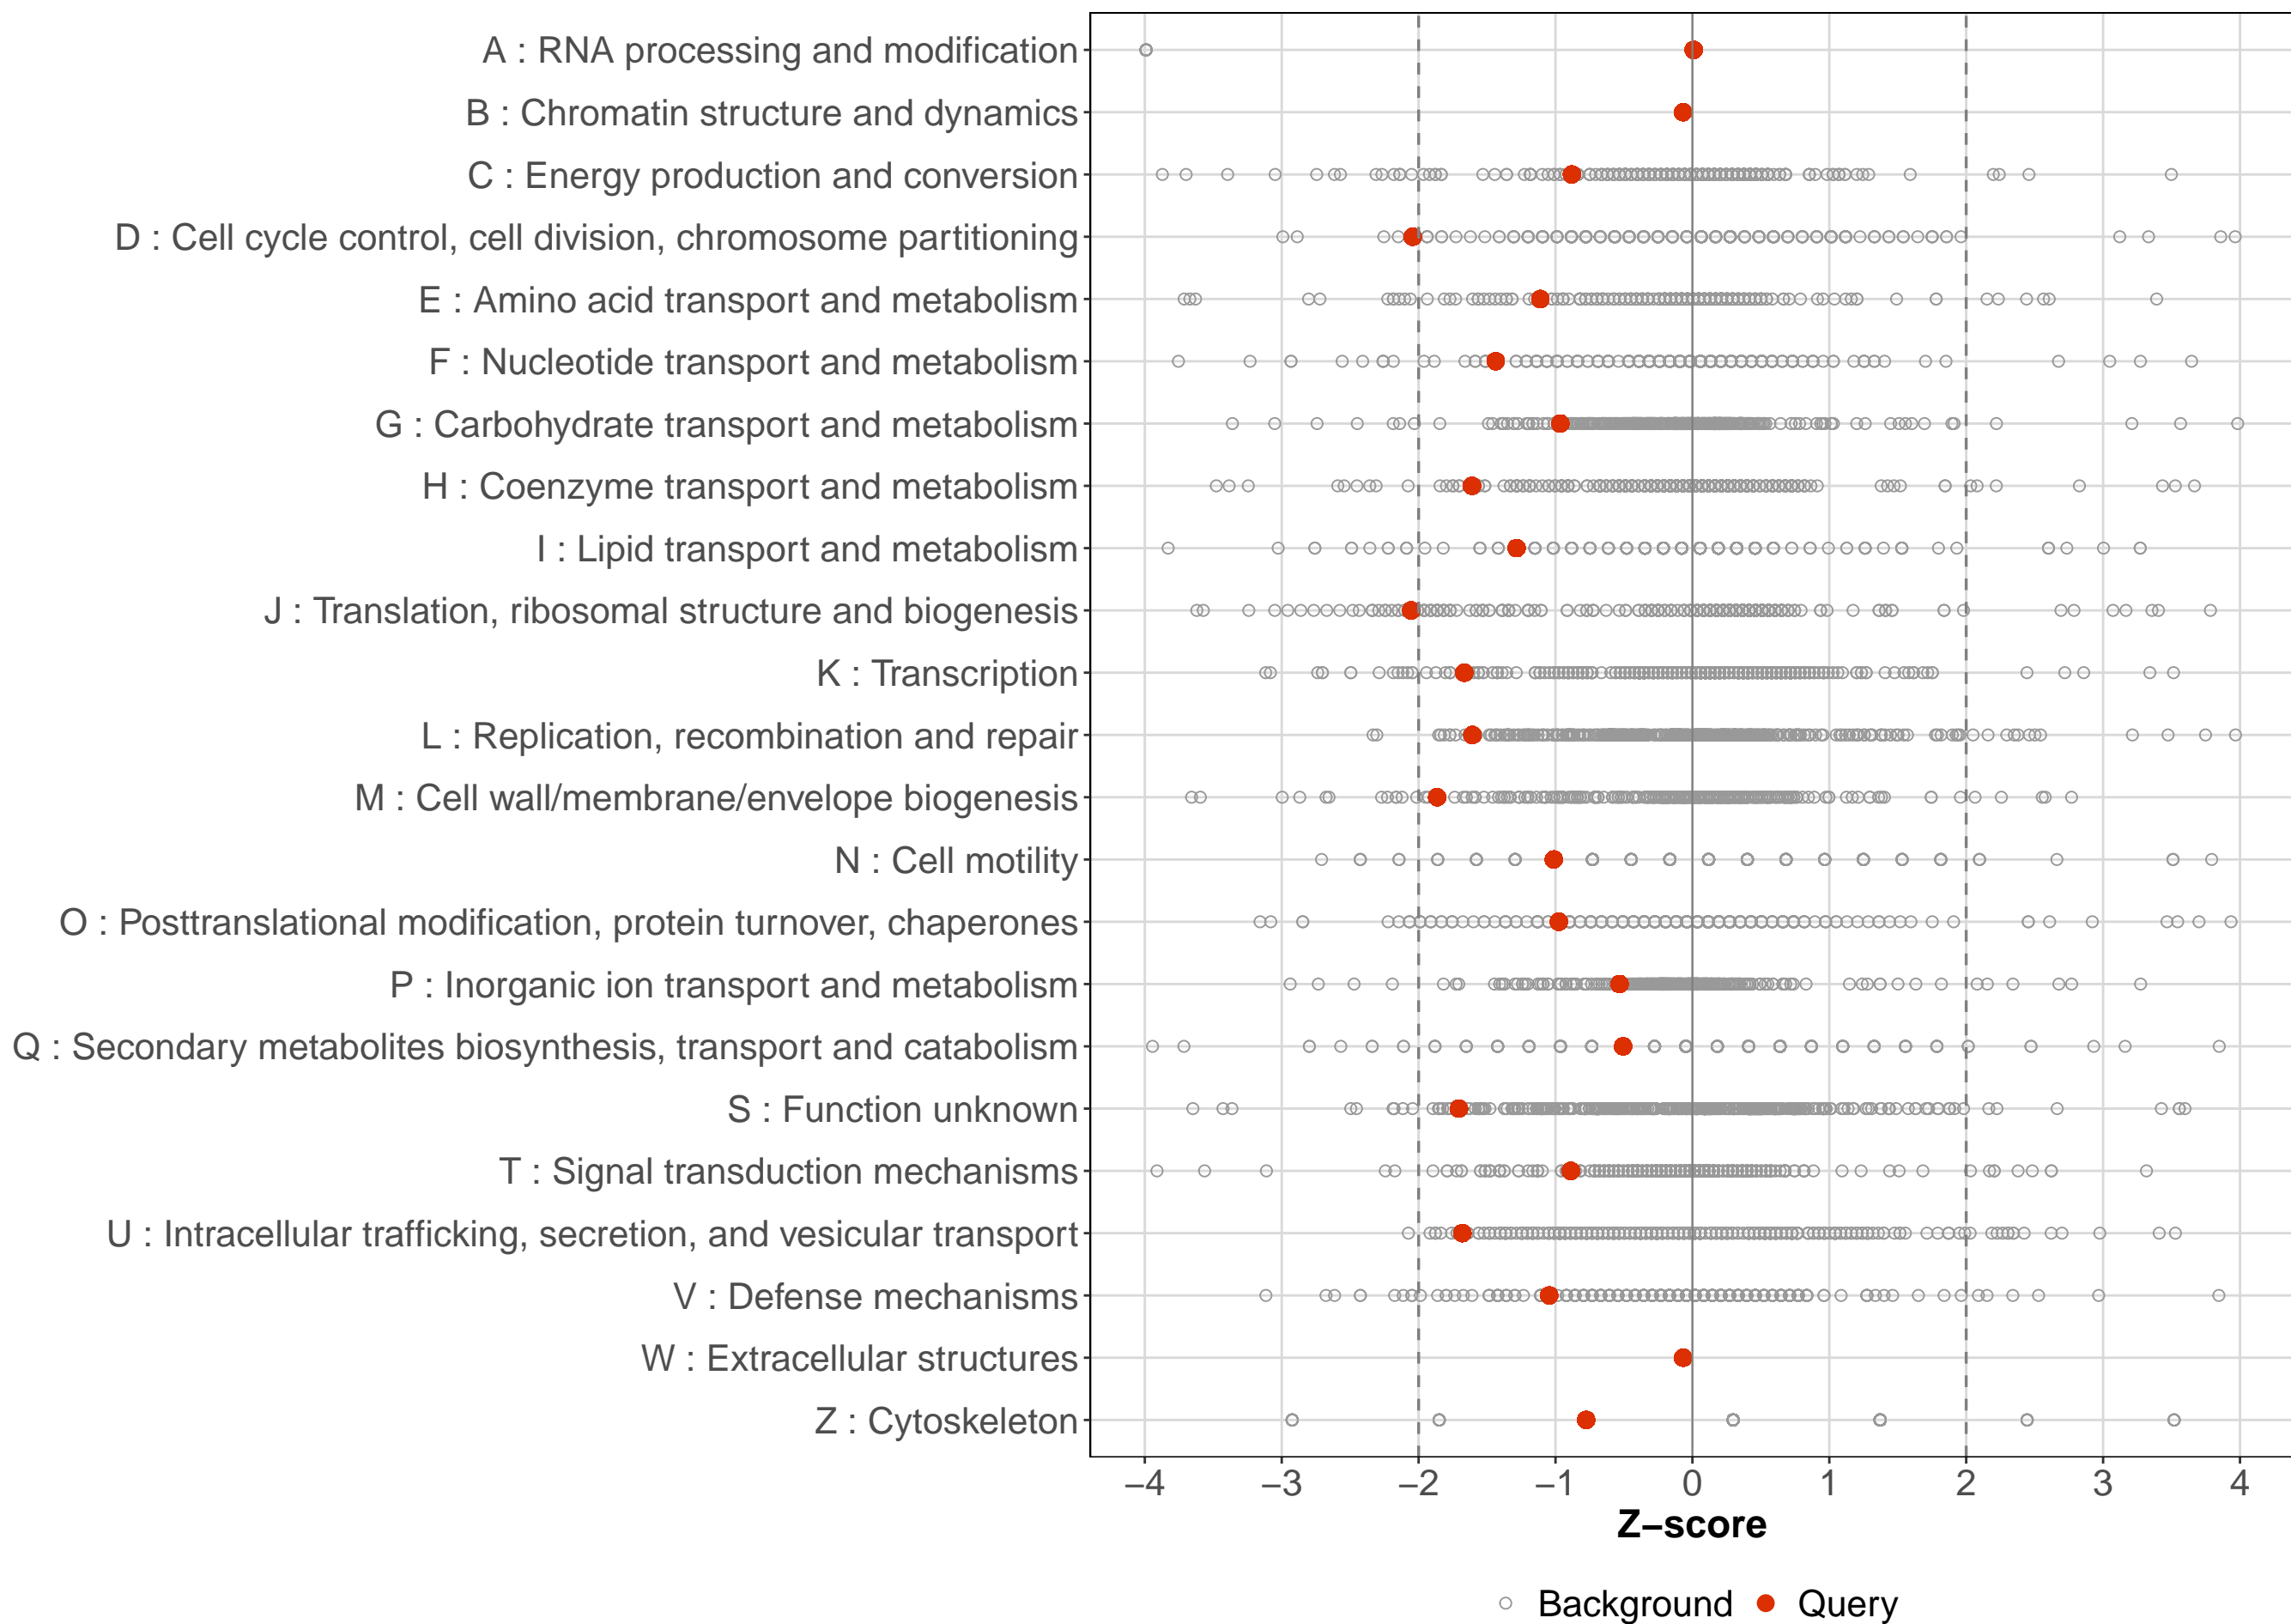 A : RNA processing and modification
B : Chromatin structure and dynamics
C : Energy production and conversion
D : Cell cycle control, cell division, chromosome partitioning
E : Amino acid transport and metabolism
F : Nucleotide transport and metabolism
G : Carbohydrate transport and metabolism
H : Coenzyme transport and metabolism
I : Lipid transport and metabolism
J : Translation, ribosomal structure and biogenesis
K : Transcription
L : Replication, recombination and repair
M : Cell wall/membrane/envelope biogenesis
N : Cell motility
O : Posttranslational modification, protein turnover, chaperones
P : Inorganic ion transport and metabolism
Q : Secondary metabolites biosynthesis, transport and catabolism
S : Function unknown
T : Signal transduction mechanisms
U : Intracellular trafficking, secretion, and vesicular transport
V : Defense mechanisms
W : Extracellular structures
Z : Cytoskeleton
−4 −3 −2 −1 0 1 2 3 4
Z−score
Background Query